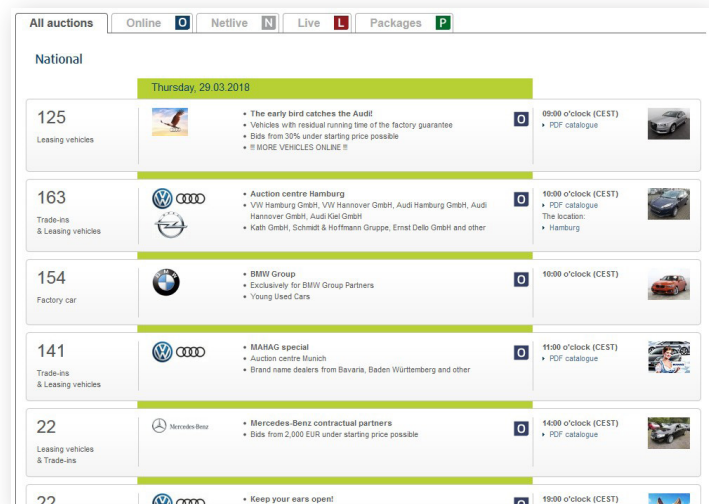 All auctions
Online O
Netlive N
Live L
Packages P
National
Thursday, 29.03.2018
125
Leasing vehicles
• The early bird catches the Audi!
• Vehicles with residual running time of the factory guarantee
• Bids from 30% under starting price possible
• !!! MORE VEHICLES ONLINE !!!
O
09:00 o'clock (CEST)
PDF catalogue
163
Trade-ins
& Leasing vehicles
• Auction centre Hamburg
• VW Hamburg GmbH, VW Hannover GmbH, Audi Hamburg GmbH, Audi
Hannover GmbH, Audi Kiel GmbH
• Kath GmbH, Schmidt & Hoffmann Gruppe, Ernst Dello GmbH and other
O
10:00 o'clock (CEST)
PDF catalogue
The location:
Hamburg
154
Factory car
BMW
• BMW Group
• Exclusively for BMW Group Partners
• Young Used Cars
O
10:00 o'clock (CEST)
141
Trade-ins
& Leasing vehicles
• MAHAG special
• Auction centre Munich
• Brand name dealers from Bavaria, Baden Württemberg and other
O
11:00 o'clock (CEST)
PDF catalogue
22
Leasing vehicles
& Trade-ins
Mercedes-Benz
• Mercedes-Benz contractual partners
• Bids from 2,000 EUR under starting price possible
O
14:00 o'clock (CEST)
PDF catalogue
22
• Keep your ears open!
O
19:00 o'clock (CEST)